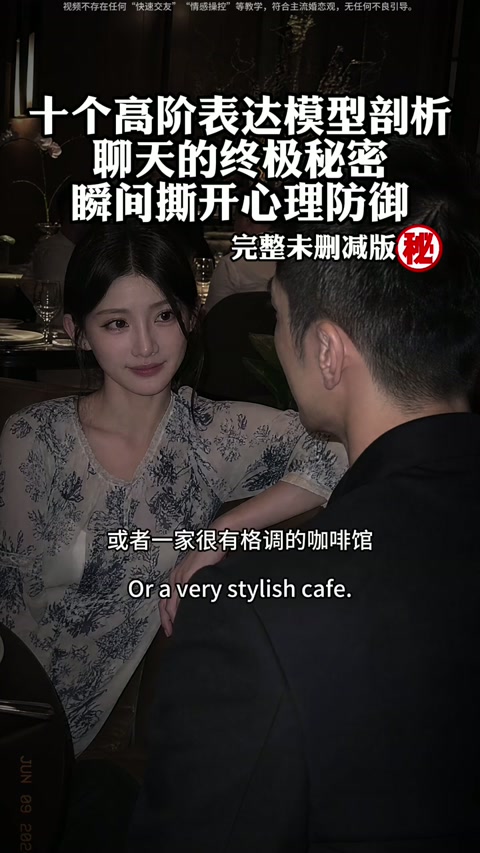 视频不存在任何“快速交友”“情感操控”等教学，符合主流婚恋观，无任何不良引导。
十个高阶表达模型剖析
聊天的终极秘密
瞬间撕开心理防御
完整未删减版 秘
或者一家很有格调的咖啡馆
Or a very stylish cafe.
JUN 09 202